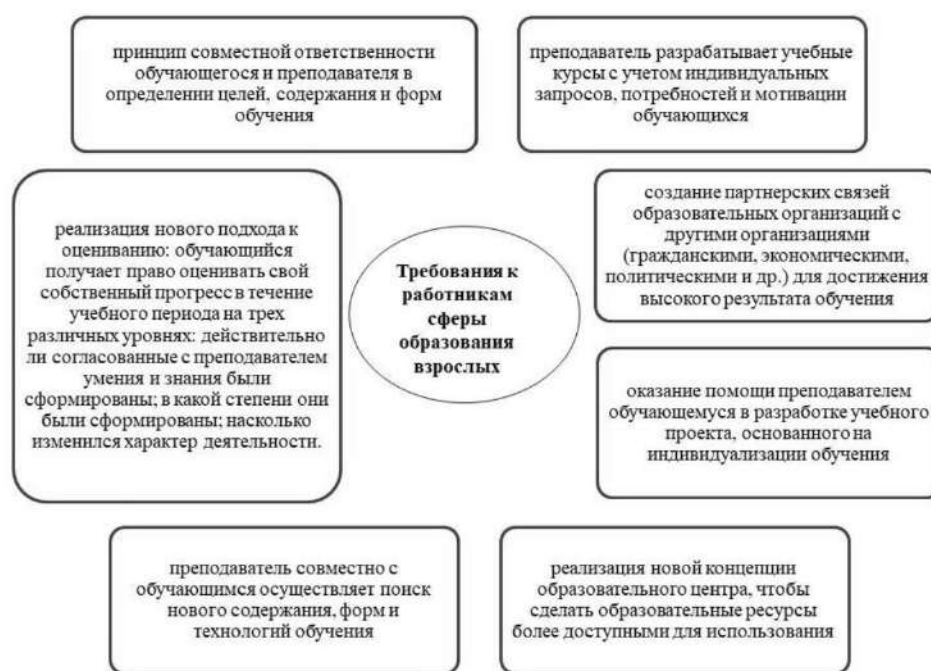 принцип совместной ответственности
обучающегося и преподавателя в
определении целей, содержания и форм
обучения
преподаватель разрабатывает учебные
курсы с учетом индивидуальных
запросов, потребностей и мотивации
обучающихся
реализация нового подхода к
оцениванию: обучающийся
получает право оценивать свой
собственный прогресс в течение
учебного периода на трех
различных уровнях: действительно
ли согласованные с преподавателем
умения и знания были
сформированы; в какой степени они
были сформированы; насколько
изменился характер деятельности.
Требования к
работникам
сферы
образования
взрослых
создание партнерских связей
образовательных организаций с
другими организациями
(гражданскими, экономическими,
политическими и др.) для достижения
высокого результата обучения
оказание помощи преподавателем
обучающемуся в разработке учебного
проекта, основанного на
индивидуализации обучения
преподаватель совместно с
обучающимся осуществляет поиск
нового содержания, форм и
технологий обучения
реализация новой концепции
образовательного центра, чтобы
сделать образовательные ресурсы
более доступными для использования